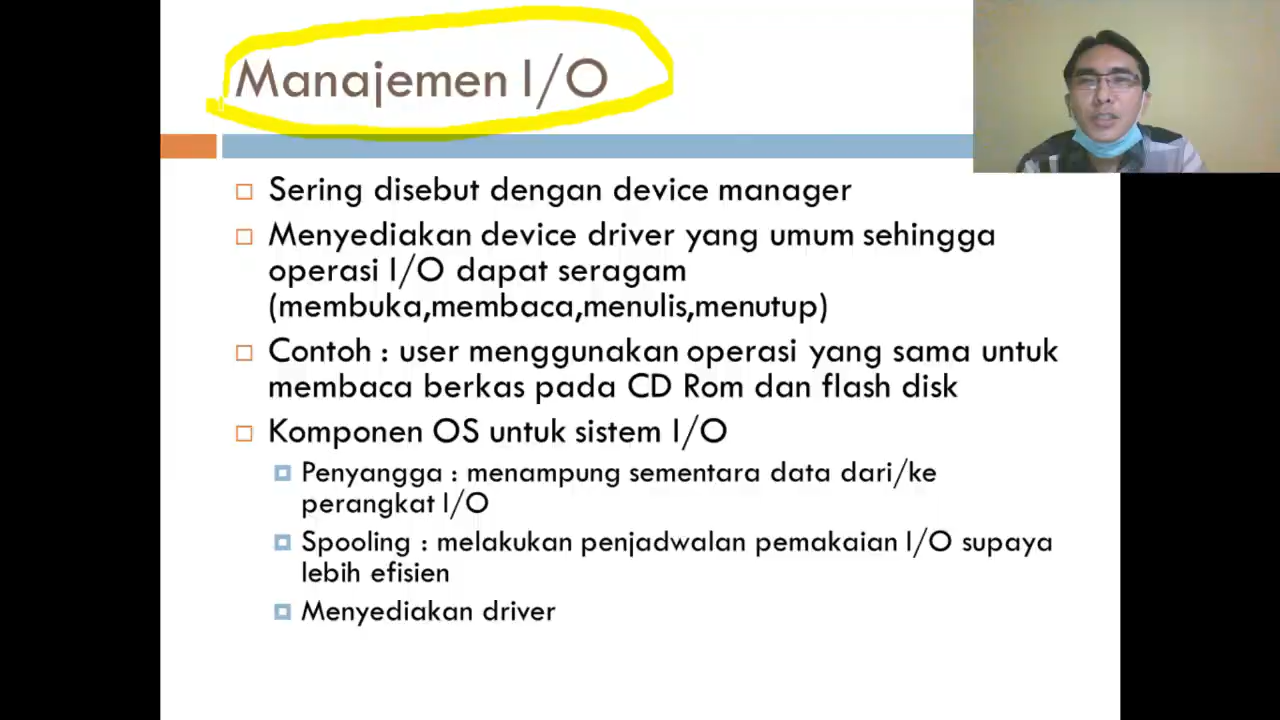 Manajemen I/O
Sering disebut dengan device manager
Menyediakan device driver yang umum sehingga
operasi I/O dapat seragam
(membuka,membaca,menulis,menutup)
Contoh : user menggunakan operasi yang sama untuk
membaca berkas pada CD Rom dan flash disk
Komponen OS untuk sistem I/O
Penyangga : menampung sementara data dari/ke
perangkat I/O
Spooling : melakukan penjadwalan pemakaian I/O supaya
lebih efisien
Menyediakan driver